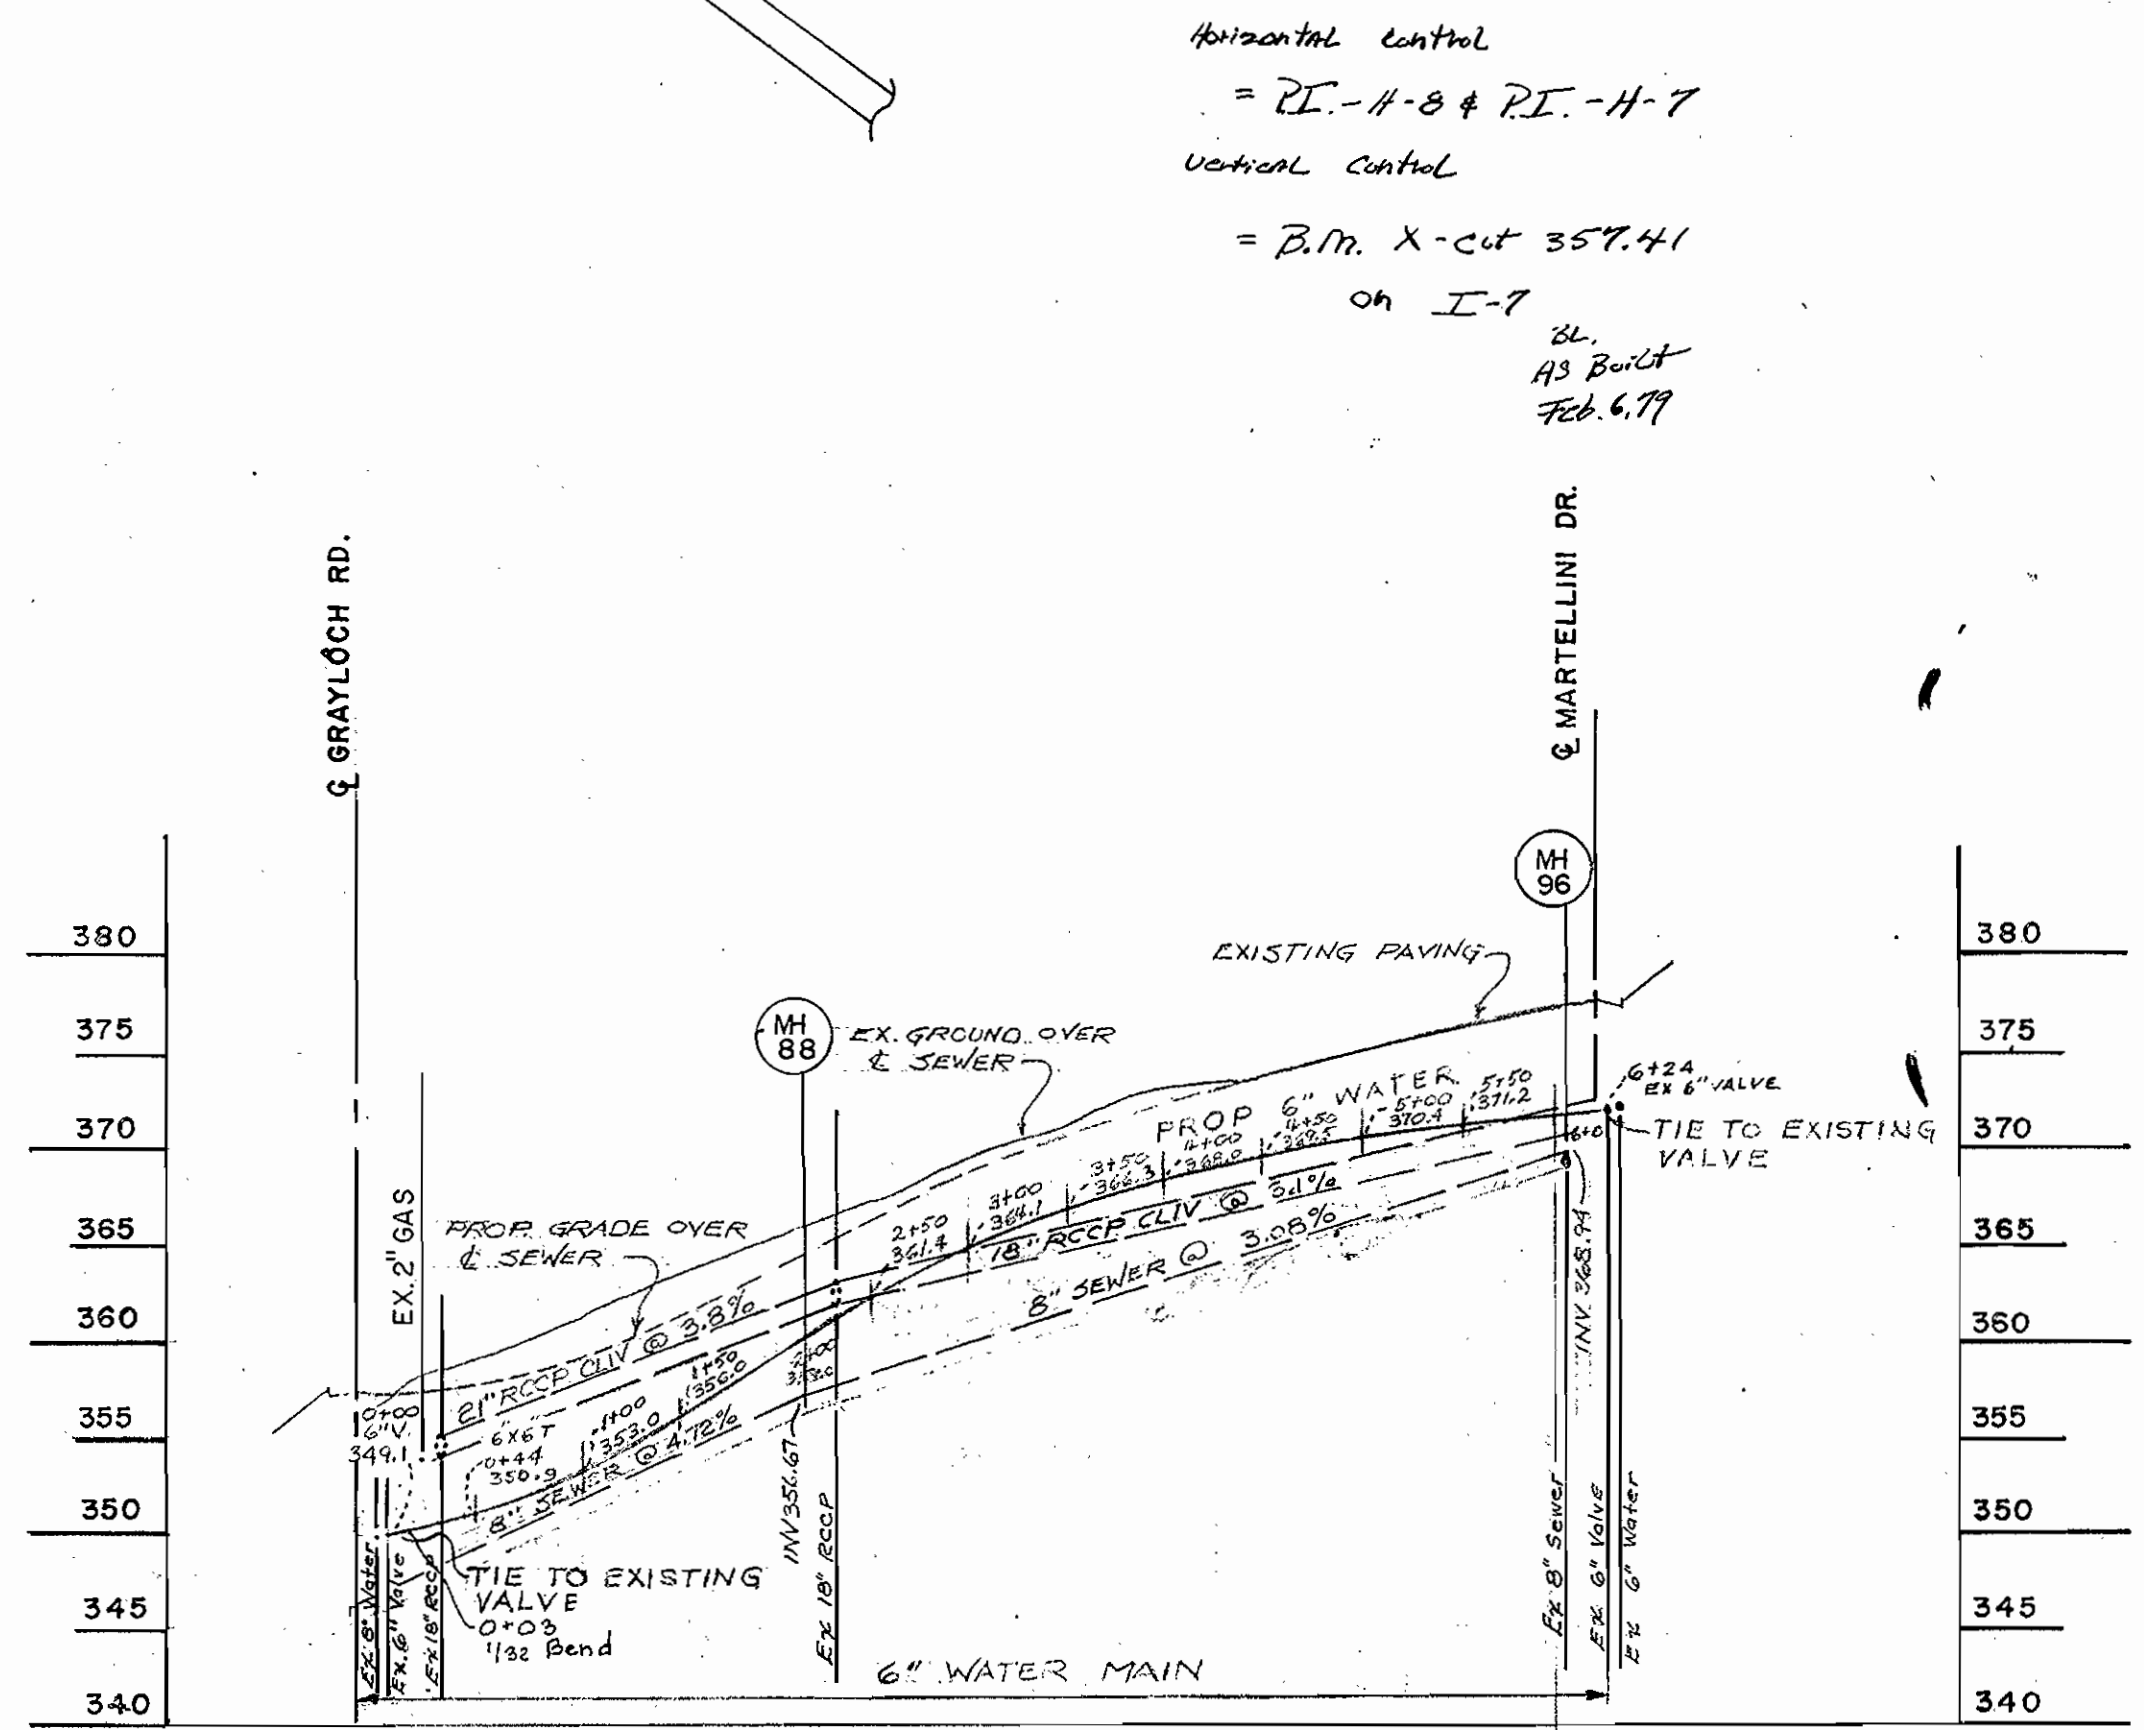 Horizontal Control
= P.I.-H-8 & P.I.-H-7
Vertical Control
= B.M. X-cut 357.41
on I-7
BL.
AS Built
Feb. 6, 79
℄ GRAYLOCH RD.
℄ MARTELLINI DR.
MH
96
MH
88
380
375
370
365
360
355
350
345
340
380
375
370
365
360
355
350
345
340
EXISTING PAVING
EX. GROUND OVER
℄ SEWER
PROP 6" WATER
6+24
EX 6" VALVE
TIE TO EXISTING
VALVE
5+50
371.2
5+00
370.4
4+50
369.5
4+00
368.0
3+50
366.3
3+00
364.1
2+50
361.4
EX. 2" GAS
PROP. GRADE OVER
℄ SEWER
18" RCCP CLIV @ 3.1%
8" SEWER @ 3.08%
INV. 368.94
21" RCCP CLIV @ 3.8%
0+00
6" V.
349.1
6X6 T
0+44
350.9
1+00
353.0
1+50
356.0
2+00
8" SEWER @ 4.72%
INV 356.67
TIE TO EXISTING
VALVE
0+03
1/32 Bend
EX 8" Water
EX. 6" Valve
EX 18" RCCP
EX 18" RCCP
EX 8" Sewer
EX. 6" Valve
EX 6" Water
6" WATER MAIN